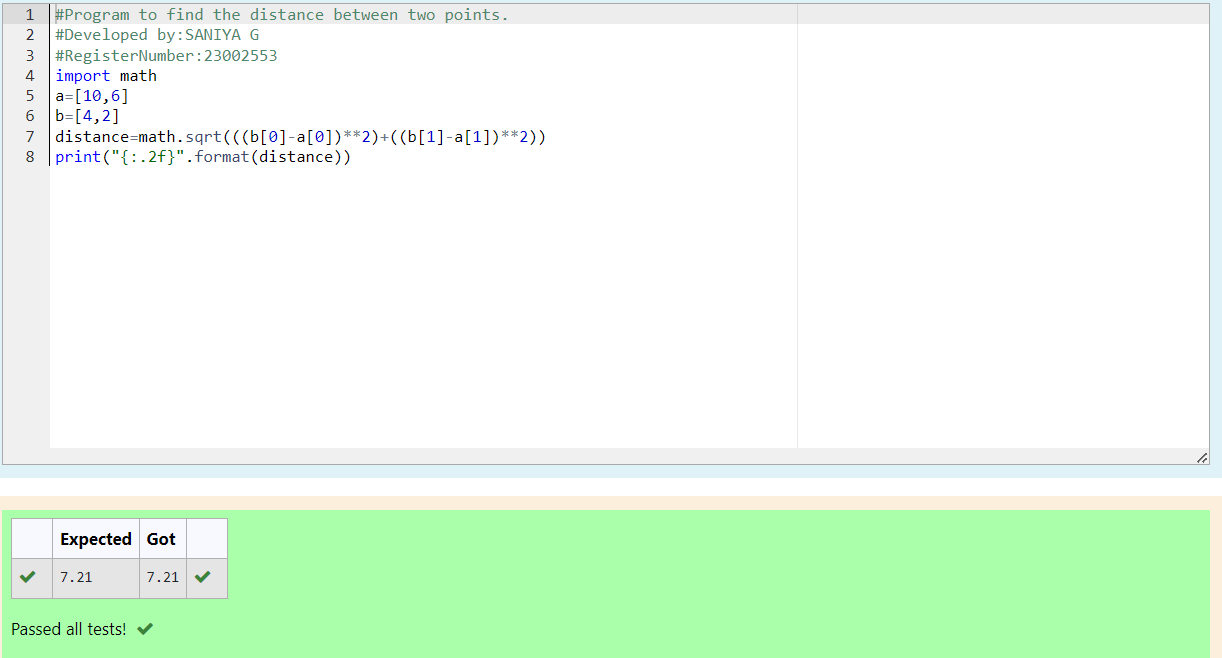 1 #Program to find the distance between two points.
2 #Developed by:SANIYA G
3 #RegisterNumber:23002553
4 import math
5 a=[10,6]
6 b=[4,2]
7 distance=math.sqrt(((b[0]-a[0])**2)+((b[1]-a[1])**2))
8 print("{:.2f}".format(distance))
Expected Got
7.21 7.21
Passed all tests!